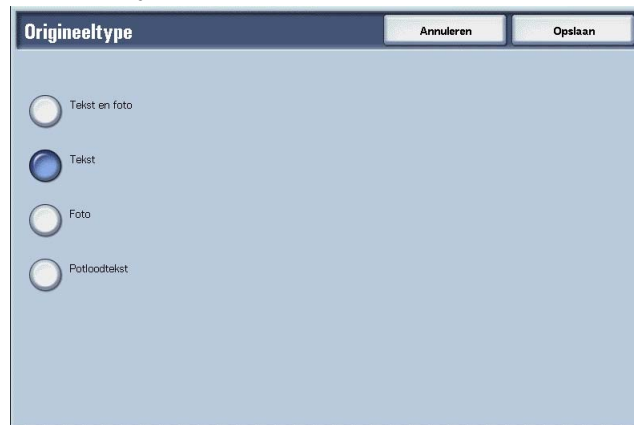 Origineeltype Annuleren Opslaan
Tekst en foto
Tekst
Foto
Potloodtekst